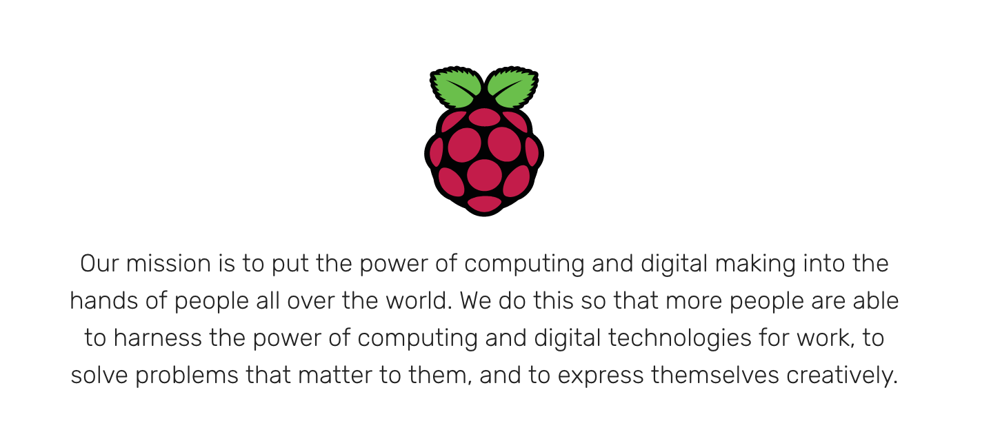 Our mission is to put the power of computing and digital making into the
hands of people all over the world. We do this so that more people are able
to harness the power of computing and digital technologies for work, to
solve problems that matter to them, and to express themselves creatively.